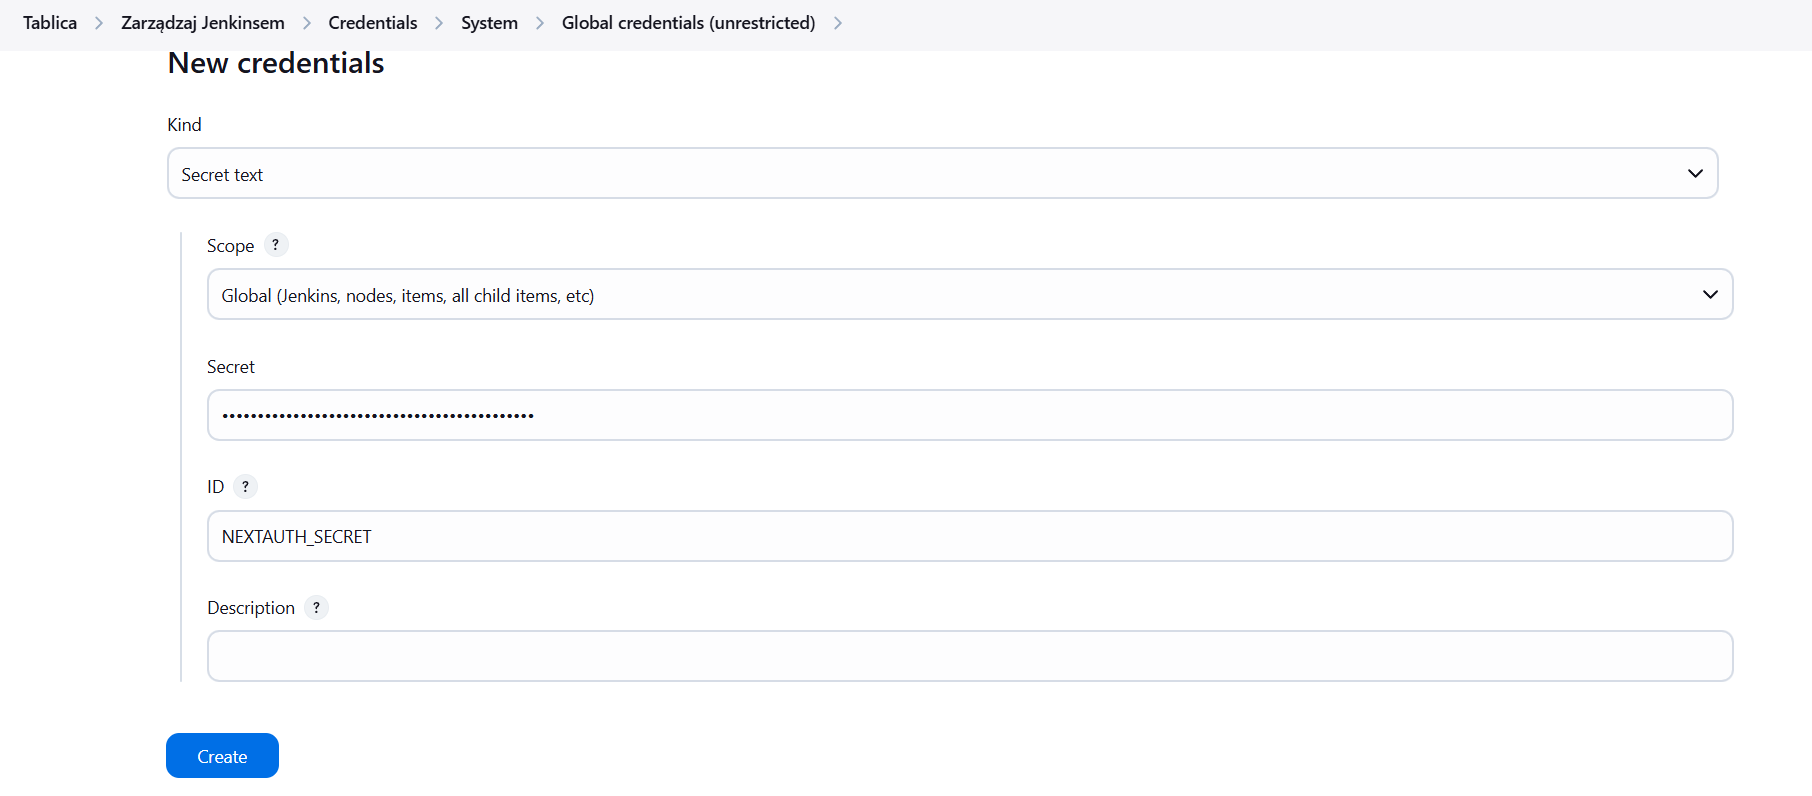 Tablica > Zarządzaj Jenkinsem > Credentials > System > Global credentials (unrestricted) >
New credentials
Kind
Secret text
Scope ?
Global (Jenkins, nodes, items, all child items, etc)
Secret
••••••••••••••••••••••••••••••••••••••••••••
ID ?
NEXTAUTH_SECRET
Description ?
Create